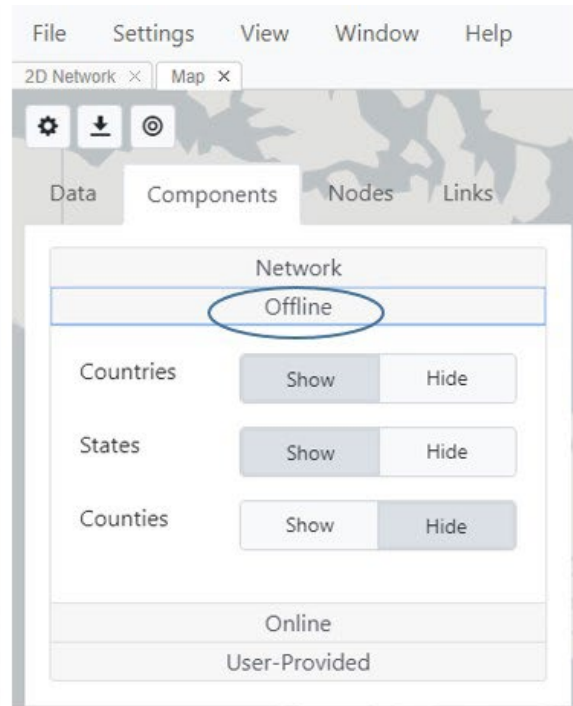 File Settings View Window Help
2D Network × Map ×
Data Components Nodes Links
Network
Offline
Countries Show Hide
States Show Hide
Counties Show Hide
Online
User-Provided